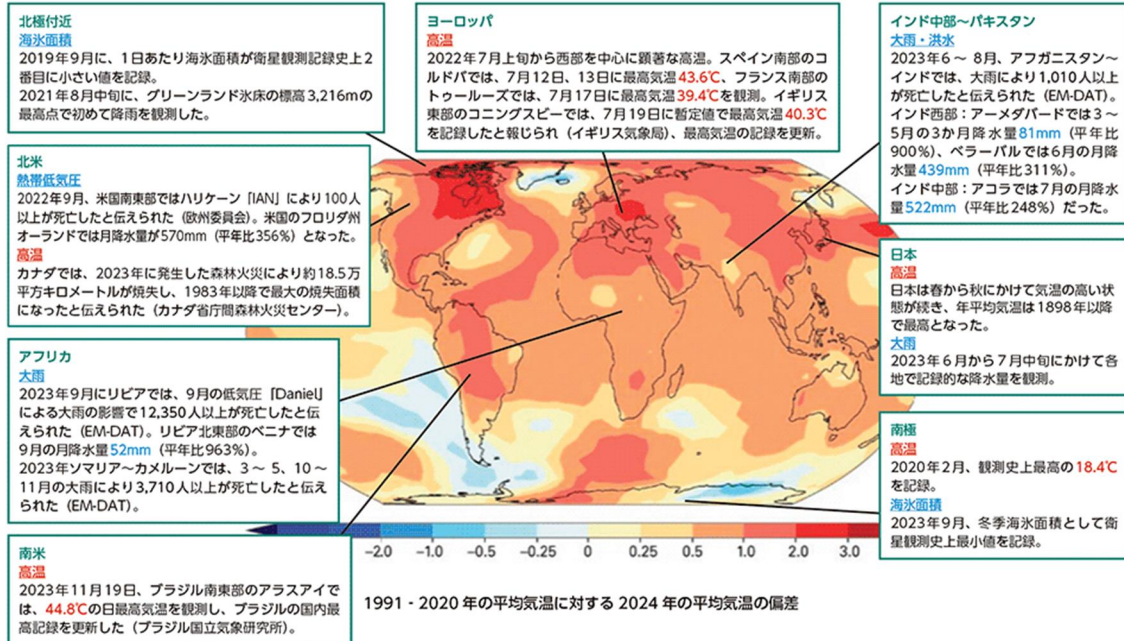 北極付近
海氷面積
2019年9月に、1日あたり海氷面積が衛星観測記録史上2
番目に小さい値を記録。
2021年8月中旬に、グリーンランド氷床の標高3,216mの
最高点で初めて降雨を観測した。
ヨーロッパ
高温
2022年7月上旬から西部を中心に顕著な高温。スペイン南部のコ
ルドバでは、7月12日、13日に最高気温43.6℃、フランス南部の
トゥールーズでは、7月17日に最高気温39.4℃を観測。イギリス
東部のコニングスビーでは、7月19日に暫定値で最高気温40.3℃
を記録したと報じられ（イギリス気象局）、最高気温の記録を更新。
インド中部～パキスタン
大雨・洪水
2023年6～8月、アフガニスタン～
インドでは、大雨により1,010人以上
が死亡したと伝えられた（EM-DAT）。
インド西部：アーメダバードでは3～
5月の3か月降水量81mm（平年比
900％）、ベラーバルでは6月の月降
水量439mm（平年比311％）。
インド中部：アコラでは7月の月降水
量522mm（平年比248％）だった。
北米
熱帯低気圧
2022年9月、米国南東部ではハリケーン「IAN」により100人
以上が死亡したと伝えられた（欧州委員会）。米国のフロリダ州
オーランドでは月降水量が570mm（平年比356％）となった。
高温
カナダでは、2023年に発生した森林火災により約18.5万
平方キロメートルが焼失し、1983年以降で最大の焼失面積
になったと伝えられた（カナダ省庁間森林火災センター）。
日本
高温
日本は春から秋にかけて気温の高い状
態が続き、年平均気温は1898年以降
で最高となった。
大雨
2023年6月から7月中旬にかけて各
地で記録的な降水量を観測。
アフリカ
大雨
2023年9月にリビアでは、9月の低気圧「Daniel」
による大雨の影響で12,350人以上が死亡したと伝
えられた（EM-DAT）。リビア北東部のベニナでは
9月の月降水量52mm（平年比963％）。
2023年ソマリア～カメルーンでは、3～5、10～
11月の大雨により3,710人以上が死亡したと伝え
られた（EM-DAT）。
南極
高温
2020年2月、観測史上最高の18.4℃
を記録。
海氷面積
2023年9月、冬季海氷面積として衛
星観測史上最小値を記録。
南米
高温
2023年11月19日、ブラジル南東部のアラスアイで
は、44.8℃の日最高気温を観測し、ブラジルの国内最
高記録を更新した（ブラジル国立気象研究所）。
-2.0 -1.0 -0.5 -0.25 0 0.25 0.5 1.0 2.0 3.0
1991 - 2020 年の平均気温に対する 2024 年の平均気温の偏差